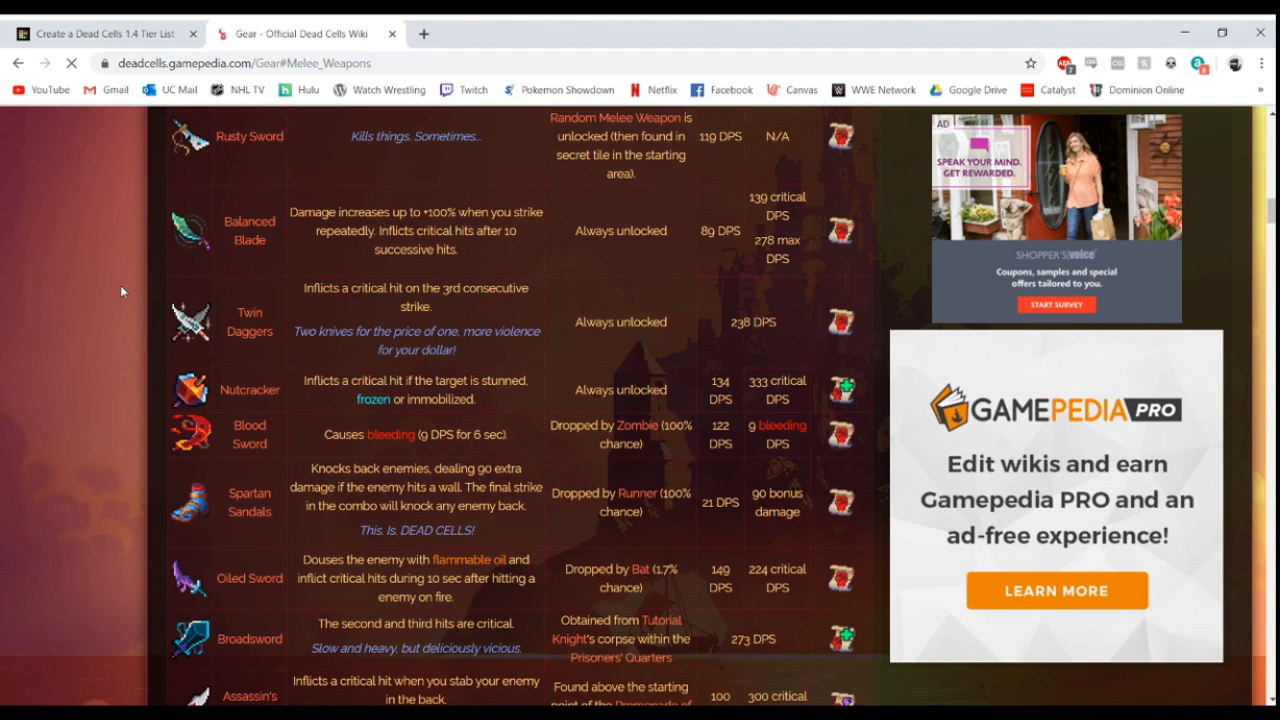 Create a Dead Cells 1.4 Tier List
Gear - Official Dead Cells Wiki
deadcells.gamepedia.com/Gear#Melee_Weapons
YouTube
Gmail
UC Mail
NHL TV
Hulu
Watch Wrestling
Twitch
Pokemon Showdown
Netflix
Facebook
Canvas
WWE Network
Google Drive
Catalyst
Dominion Online
»
Rusty Sword
Kills things. Sometimes...
Random Melee Weapon is
unlocked (then found in
secret tile in the starting
area).
119 DPS
N/A
Balanced
Blade
Damage increases up to +100% when you strike
repeatedly. Inflicts critical hits after 10
successive hits.
Always unlocked
89 DPS
139 critical
DPS
278 max
DPS
Twin
Daggers
Inflicts a critical hit on the 3rd consecutive
strike.
Two knives for the price of one, more violence
for your dollar!
Always unlocked
238 DPS
Nutcracker
Inflicts a critical hit if the target is stunned,
frozen or immobilized.
Always unlocked
134
DPS
333 critical
DPS
Blood
Sword
Causes bleeding (9 DPS for 6 sec).
Dropped by Zombie (100%
chance)
122
DPS
9 bleeding
DPS
Spartan
Sandals
Knocks back enemies, dealing 90 extra
damage if the enemy hits a wall. The final strike
in the combo will knock any enemy back.
This. Is. DEAD CELLS!
Dropped by Runner (100%
chance)
21 DPS
90 bonus
damage
Oiled Sword
Douses the enemy with flammable oil and
inflict critical hits during 10 sec after hitting a
enemy on fire.
Dropped by Bat (1.7%
chance)
149
DPS
224 critical
DPS
Broadsword
The second and third hits are critical.
Slow and heavy, but deliciously vicious.
Obtained from Tutorial
Knight's corpse within the
Prisoners' Quarters
273 DPS
Assassin's
Inflicts a critical hit when you stab your enemy
in the back.
Found above the starting
point of the Promenade of
100
300 critical
AD
SPEAK YOUR MIND.
GET REWARDED.
SHOPPER'S voice
Coupons, samples and special
offers tailored to you.
START SURVEY
GAMEPEDIA PRO
Edit wikis and earn
Gamepedia PRO and an
ad-free experience!
LEARN MORE